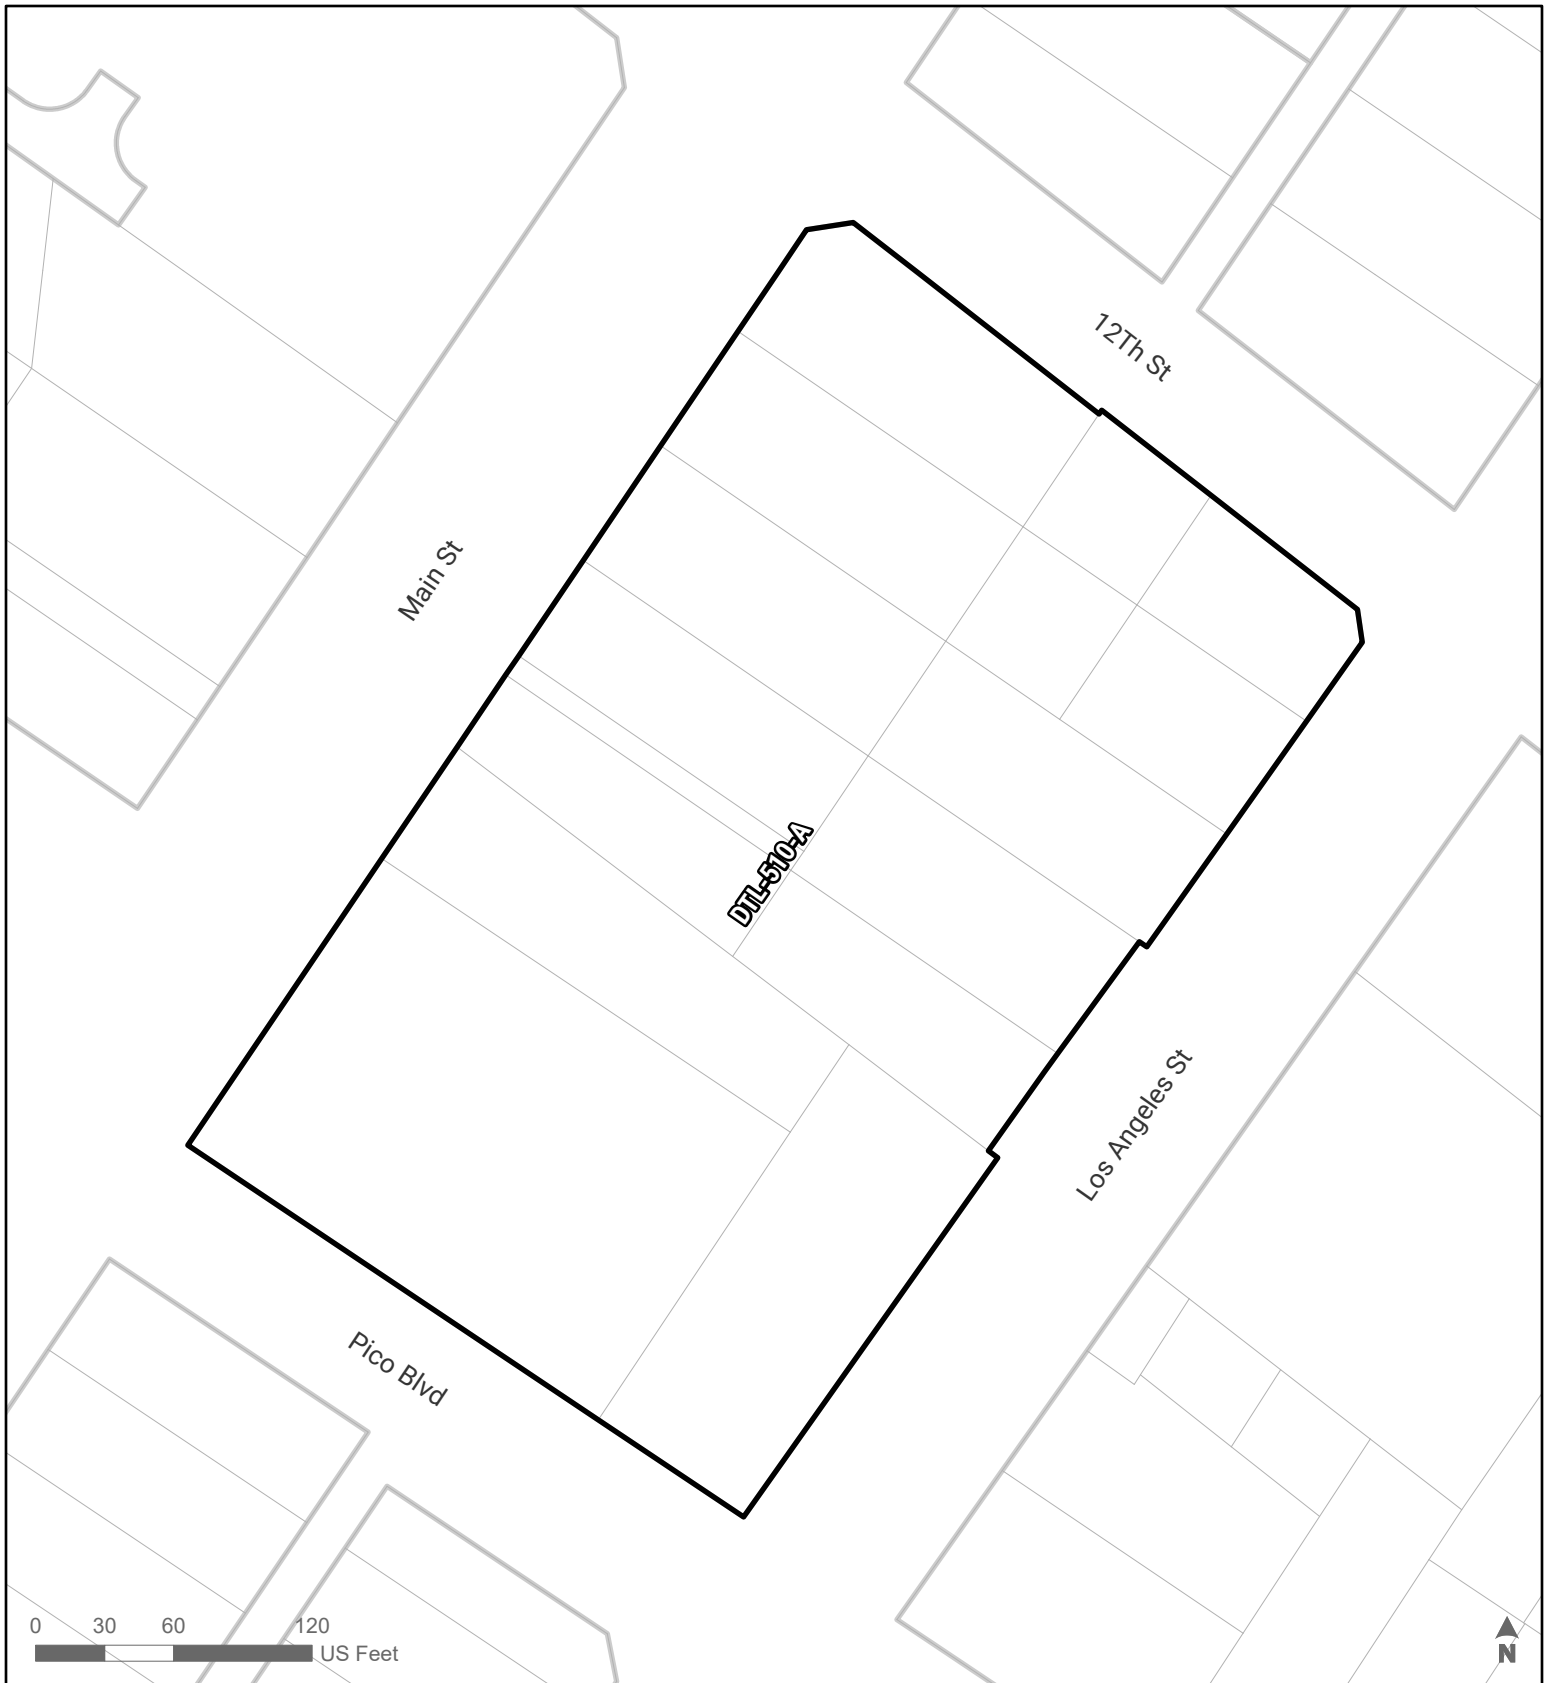 12Th St
Main St
DTL-510-A
Los Angeles St
Pico Blvd
0 30 60 120
US Feet
N